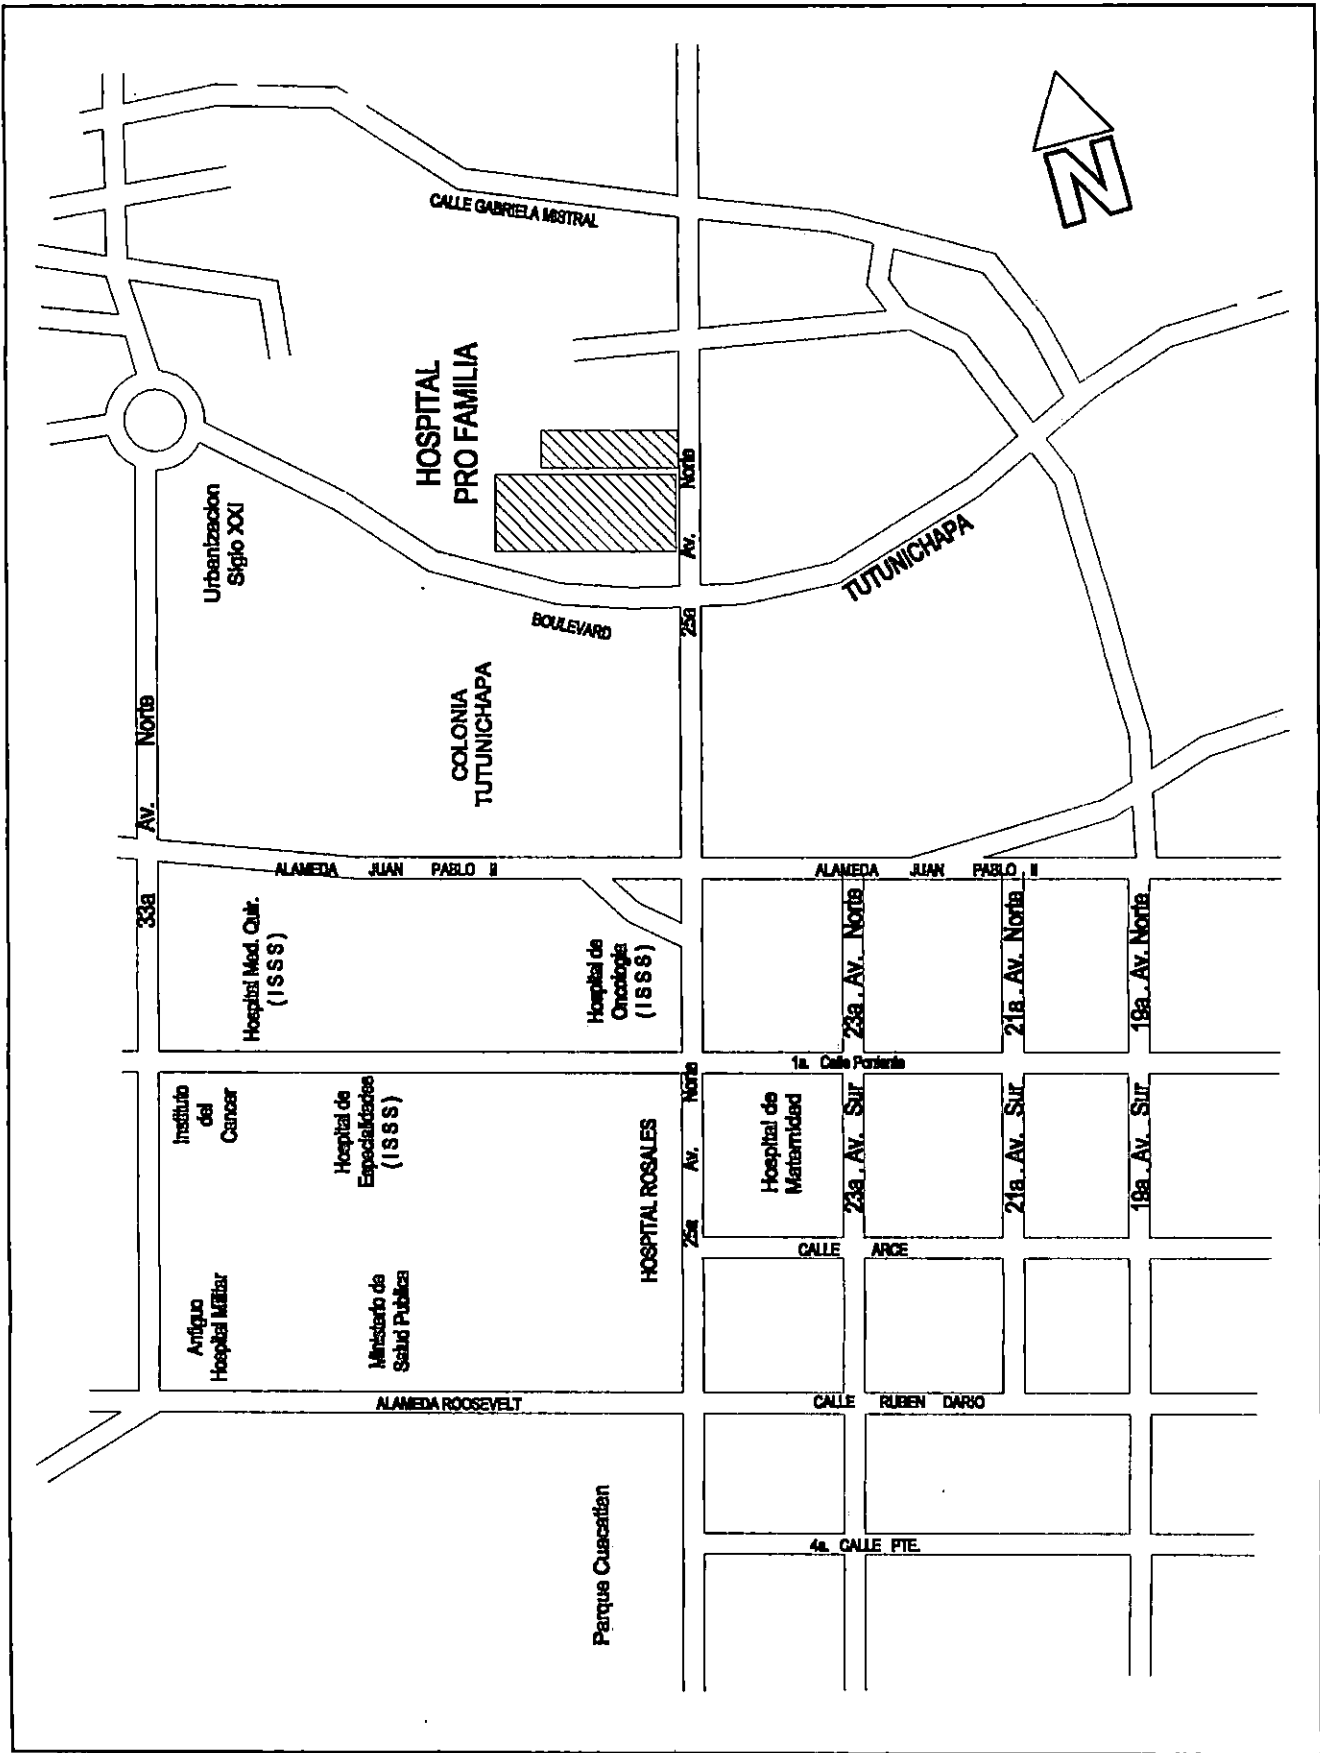 N
CALLE GABRIELA MISTRAL
HOSPITAL
PRO FAMILIA
25a Av. Norte
Urbanizacion
Siglo XXI
BOULEVARD
TUTUNICHAPA
COLONIA
TUTUNICHAPA
33a Av. Norte
ALAMEDA JUAN PABLO II
ALAMEDA JUAN PABLO II
Hospital Med. Quir.
( I S S S )
Hospital de
Oncologia
( I S S S )
23a . Av. Norte
21a . Av. Norte
19a . Av. Norte
1a. Calle Poniente
Instituto
del
Cancer
Hospital de
Especialidades
( I S S S )
HOSPITAL ROSALES
25a Av. Norte
Hospital de
Maternidad
23a . Av. Sur
21a . Av. Sur
19a . Av. Sur
CALLE ARCE
Antiguo
Hospital Militar
Ministerio de
Salud Publica
ALAMEDA ROOSEVELT
CALLE RUBEN DARIO
Parque Cuscatlan
4a. CALLE PTE.